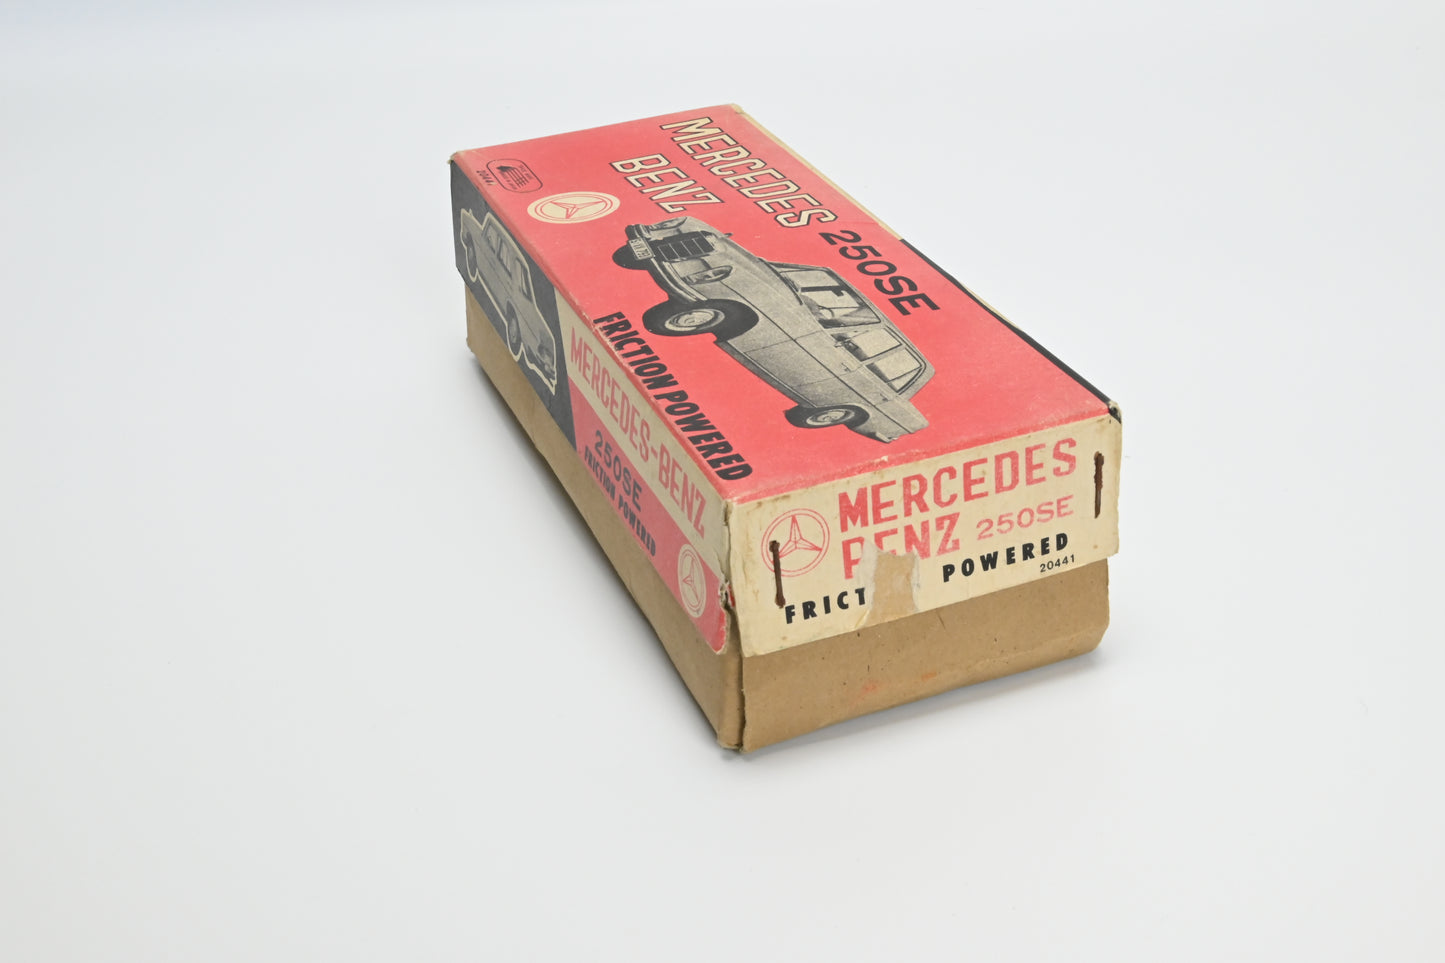 MERCEDES 250SE
BENZ
FRICTION POWERED
MERCEDES-BENZ
250SE
FRICTION POWERED
MERCEDES
BENZ 250SE
FRICT POWERED
20441